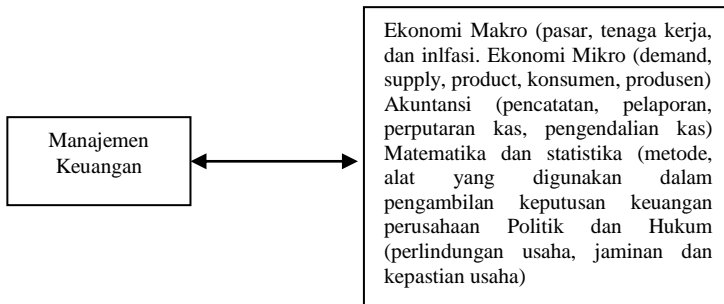 Manajemen
Keuangan
Ekonomi Makro (pasar, tenaga kerja,
dan inlfasi. Ekonomi Mikro (demand,
supply, product, konsumen, produsen)
Akuntansi (pencatatan, pelaporan,
perputaran kas, pengendalian kas)
Matematika dan statistika (metode,
alat yang digunakan dalam
pengambilan keputusan keuangan
perusahaan Politik dan Hukum
(perlindungan usaha, jaminan dan
kepastian usaha)